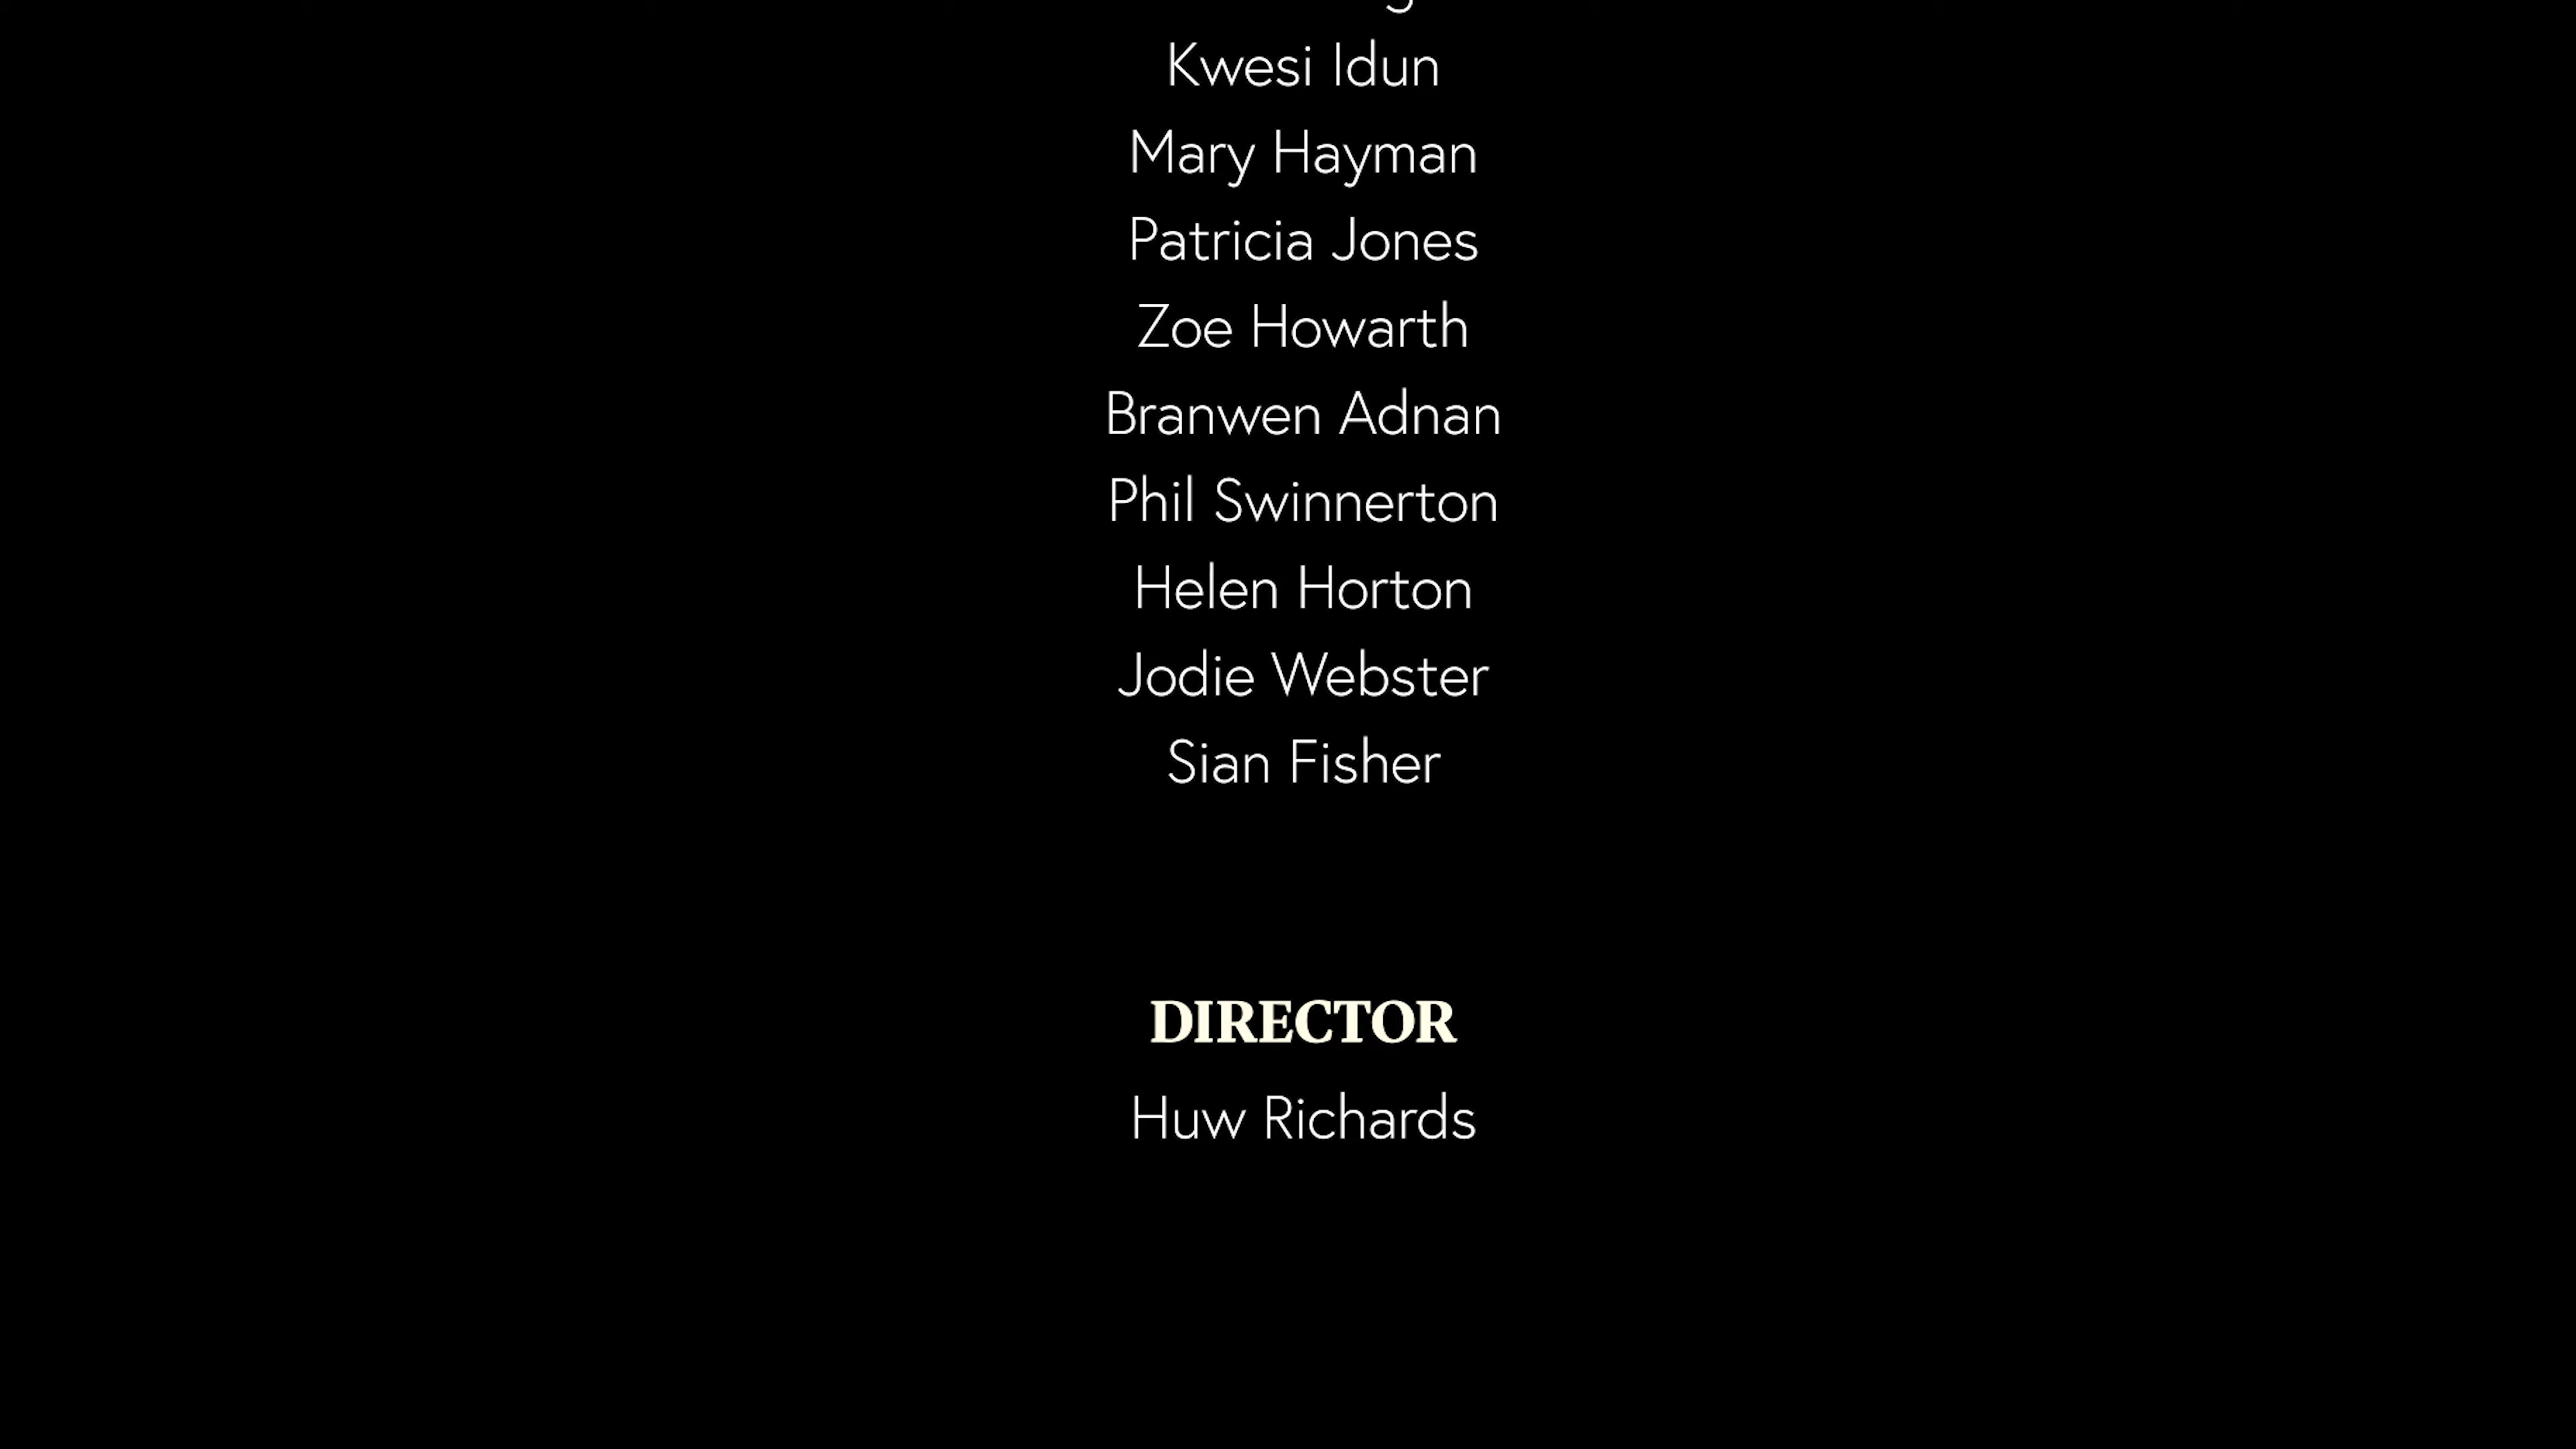 Kwesi Idun
Mary Hayman
Patricia Jones
Zoe Howarth
Branwen Adnan
Phil Swinnerton
Helen Horton
Jodie Webster
Sian Fisher
DIRECTOR
Huw Richards